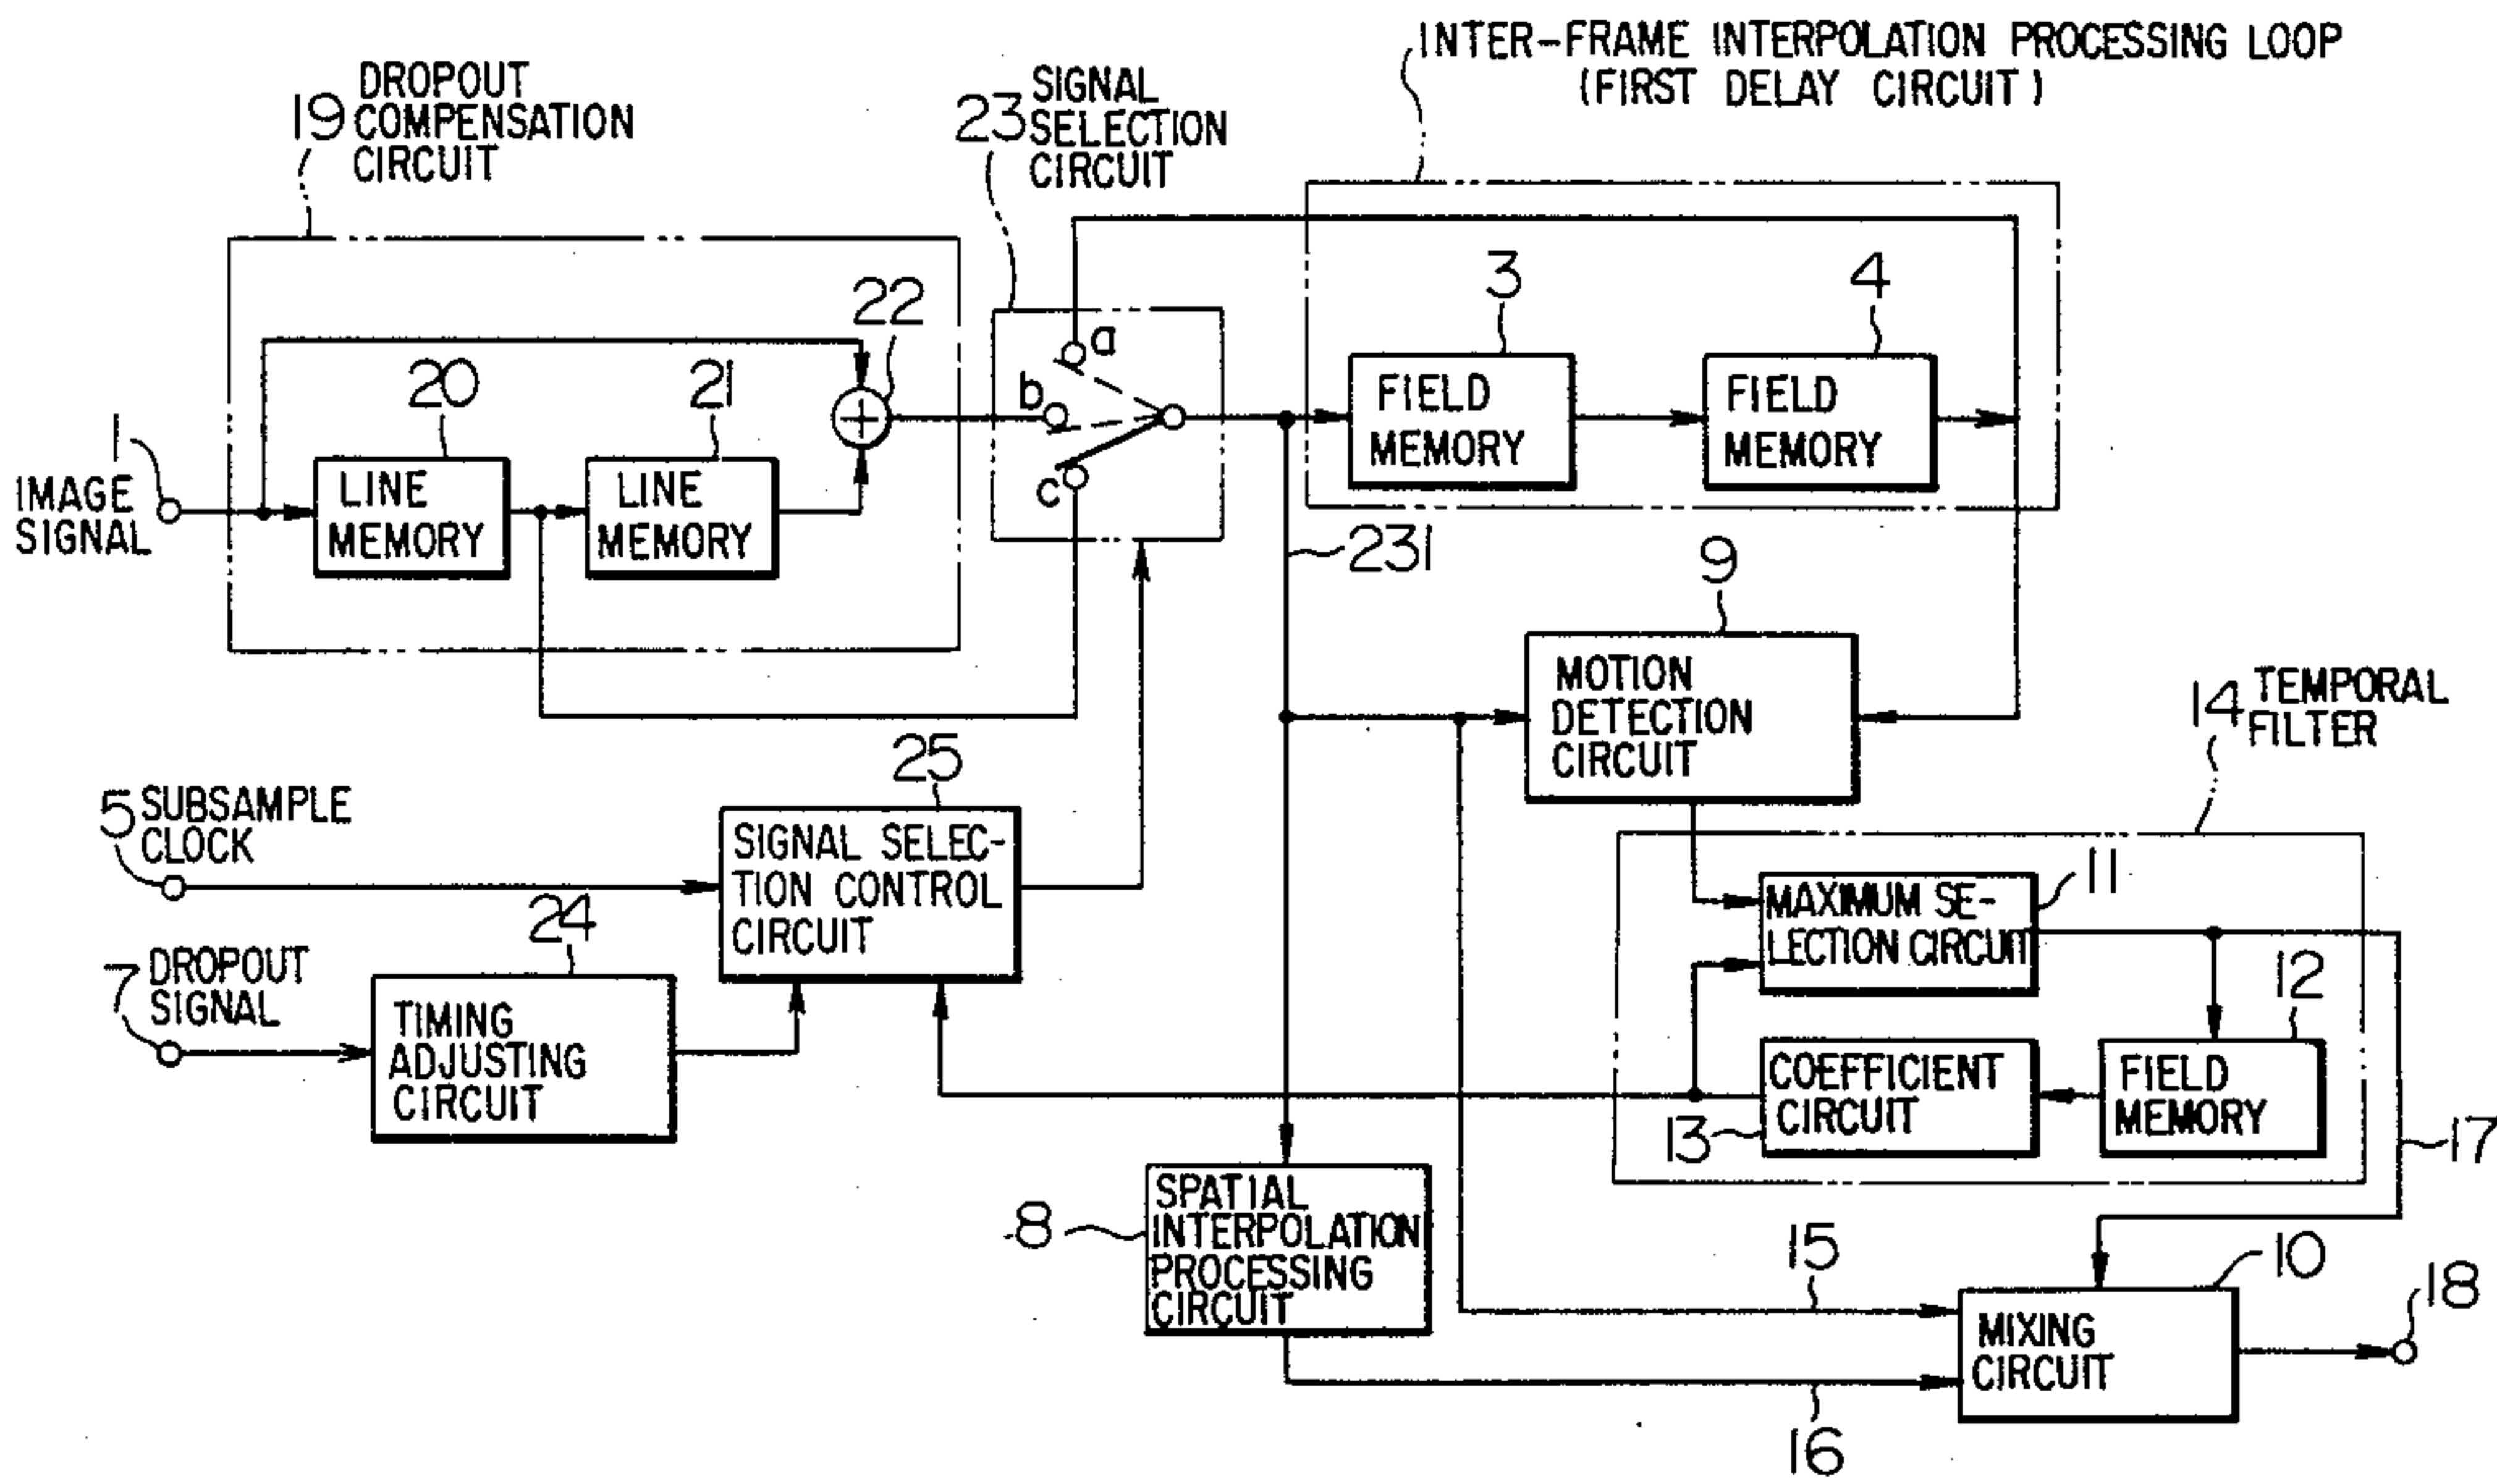 INTER-FRAME INTERPOLATION PROCESSING LOOP
(FIRST DELAY CIRCUIT)
19 DROPOUT
COMPENSATION
CIRCUIT
23 SIGNAL
SELECTION
CIRCUIT
22
20
21
a
b
c
3
4
FIELD
MEMORY
FIELD
MEMORY
1
IMAGE
SIGNAL
LINE
MEMORY
LINE
MEMORY
231
9
MOTION
DETECTION
CIRCUIT
14 TEMPORAL
FILTER
5 SUBSAMPLE
CLOCK
25
SIGNAL SELEC-
TION CONTROL
CIRCUIT
11
MAXIMUM SE-
LECTION CIRCUIT
7 DROPOUT
SIGNAL
24
TIMING
ADJUSTING
CIRCUIT
12
COEFFICIENT
CIRCUIT
13
FIELD
MEMORY
17
8
SPATIAL
INTERPOLATION
PROCESSING
CIRCUIT
15
10
18
MIXING
CIRCUIT
16